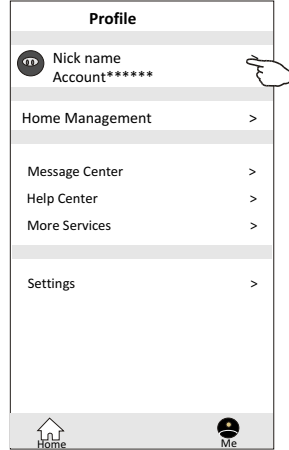 Profile
Nick name
Account******
Home Management >
Message Center >
Help Center >
More Services >
Settings >
Home Me